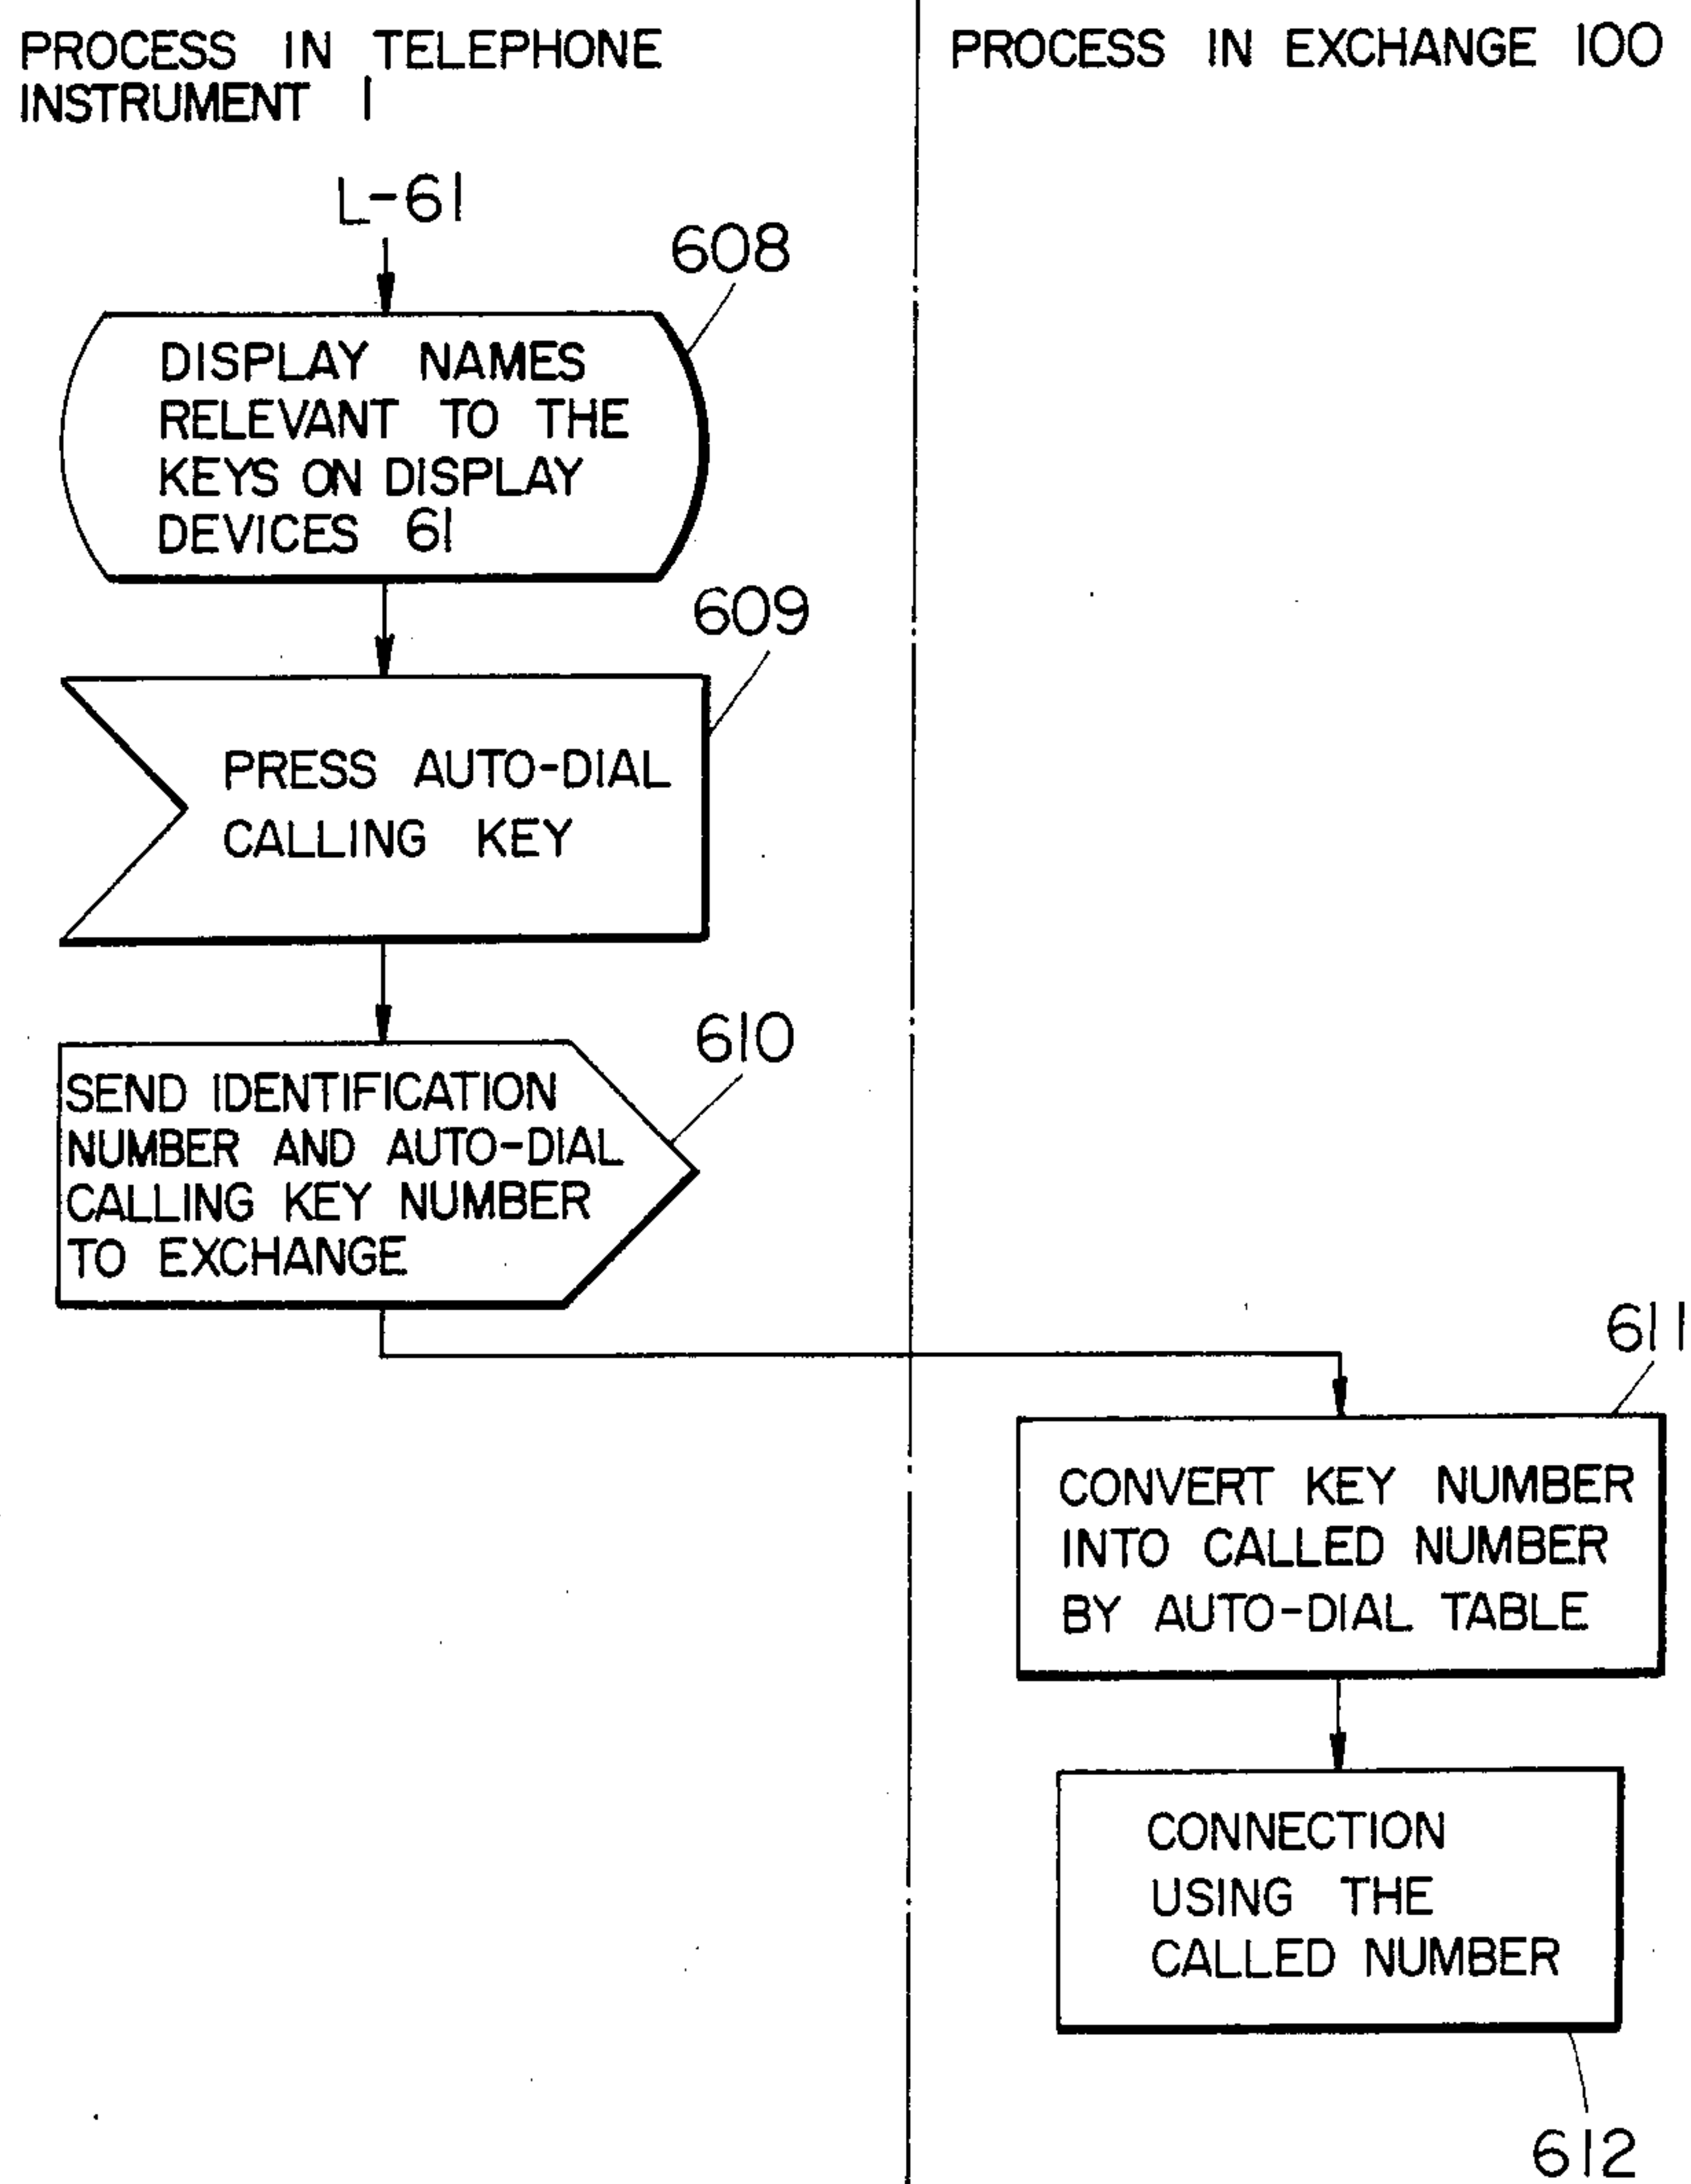 PROCESS IN TELEPHONE
INSTRUMENT 1
PROCESS IN EXCHANGE 100
L-61
608
DISPLAY NAMES
RELEVANT TO THE
KEYS ON DISPLAY
DEVICES 61
609
PRESS AUTO-DIAL
CALLING KEY
610
SEND IDENTIFICATION
NUMBER AND AUTO-DIAL
CALLING KEY NUMBER
TO EXCHANGE
611
CONVERT KEY NUMBER
INTO CALLED NUMBER
BY AUTO-DIAL TABLE
CONNECTION
USING THE
CALLED NUMBER
612